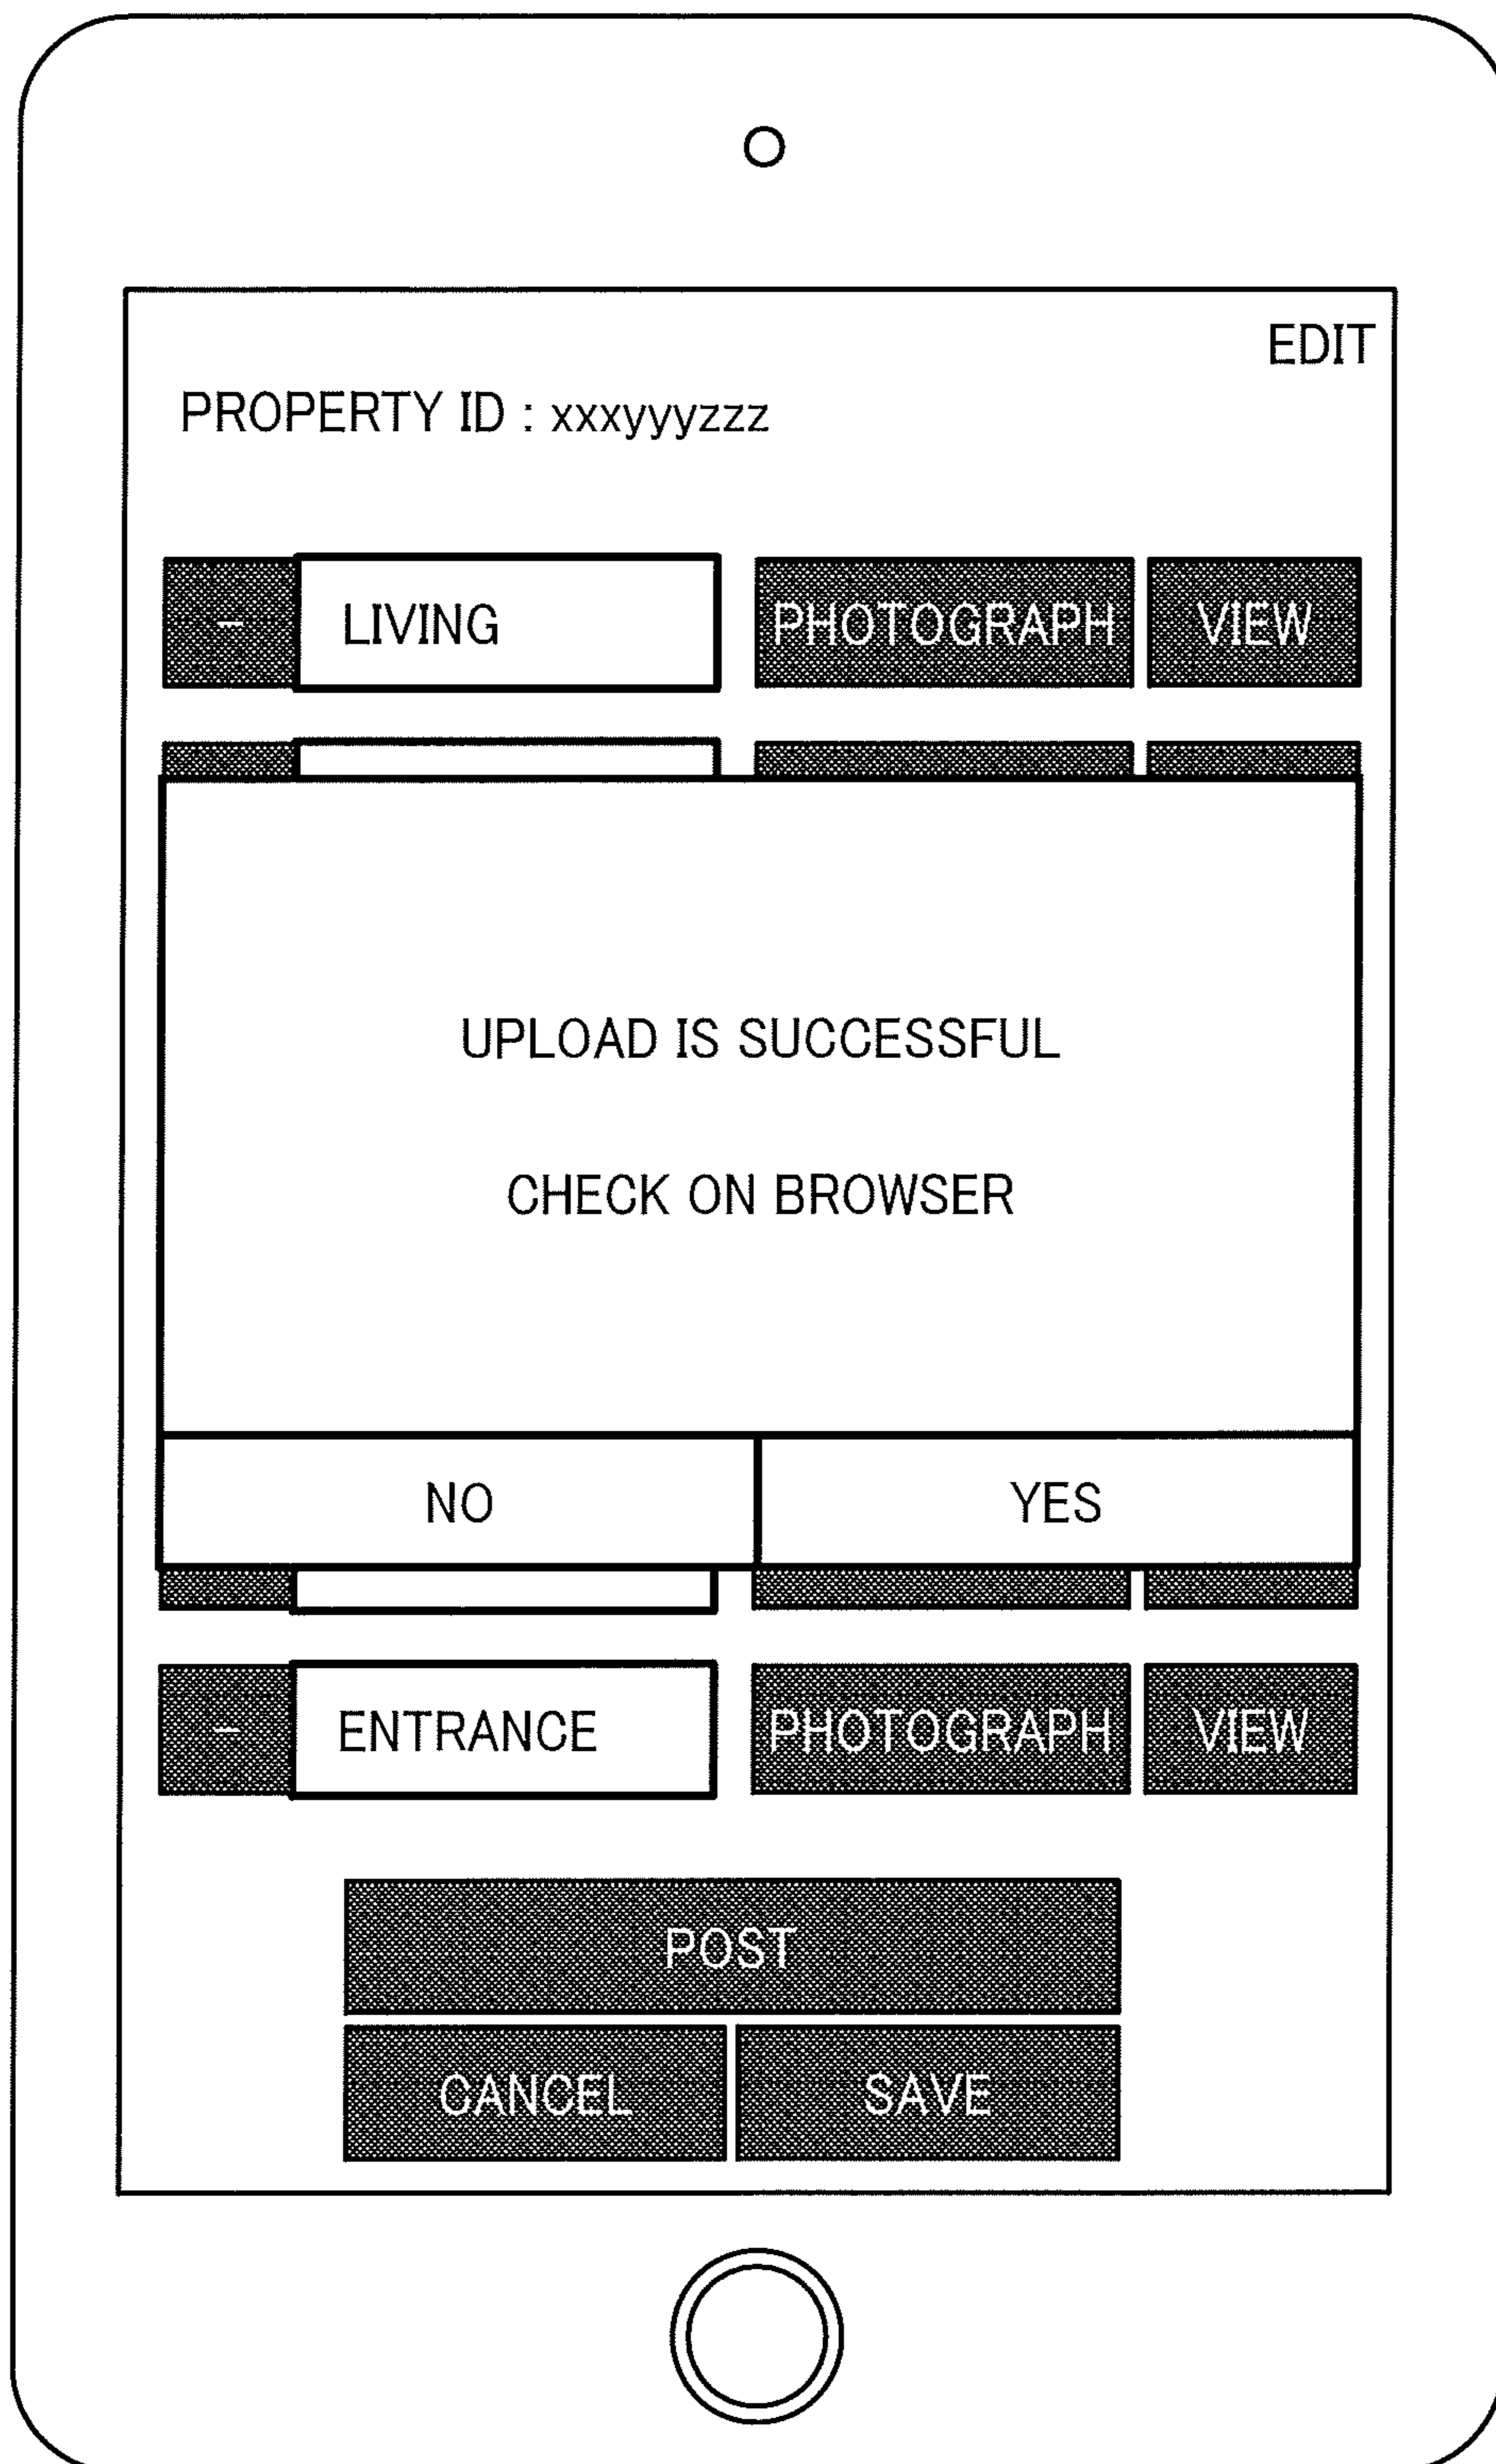 EDIT
PROPERTY ID : xxxyyyzzz
- LIVING PHOTOGRAPH VIEW
UPLOAD IS SUCCESSFUL
CHECK ON BROWSER
NO YES
- ENTRANCE PHOTOGRAPH VIEW
POST
CANCEL SAVE